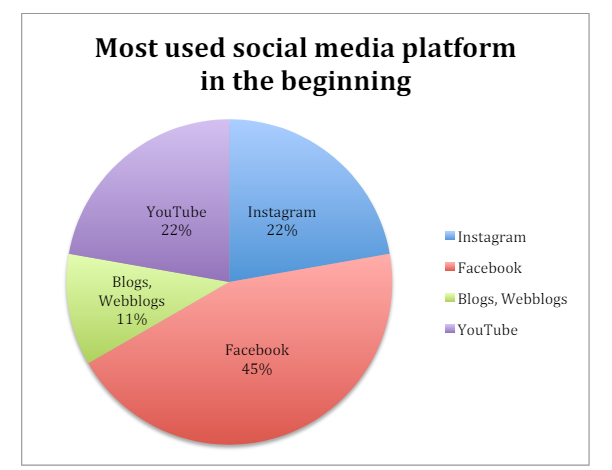 Most used social media platform
in the beginning
YouTube
22%
Instagram
22%
Blogs,
Webblogs
11%
Facebook
45%
Instagram
Facebook
Blogs, Webblogs
YouTube